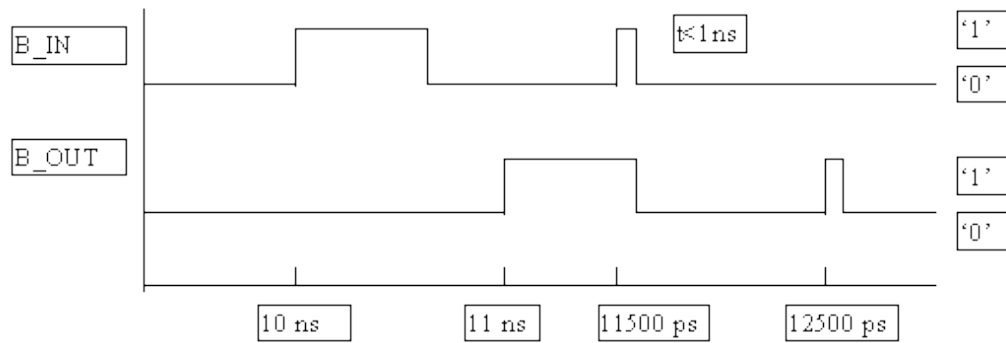 B_IN
t<1ns
‘1’
‘0’
B_OUT
‘1’
‘0’
10 ns
11 ns
11500 ps
12500 ps